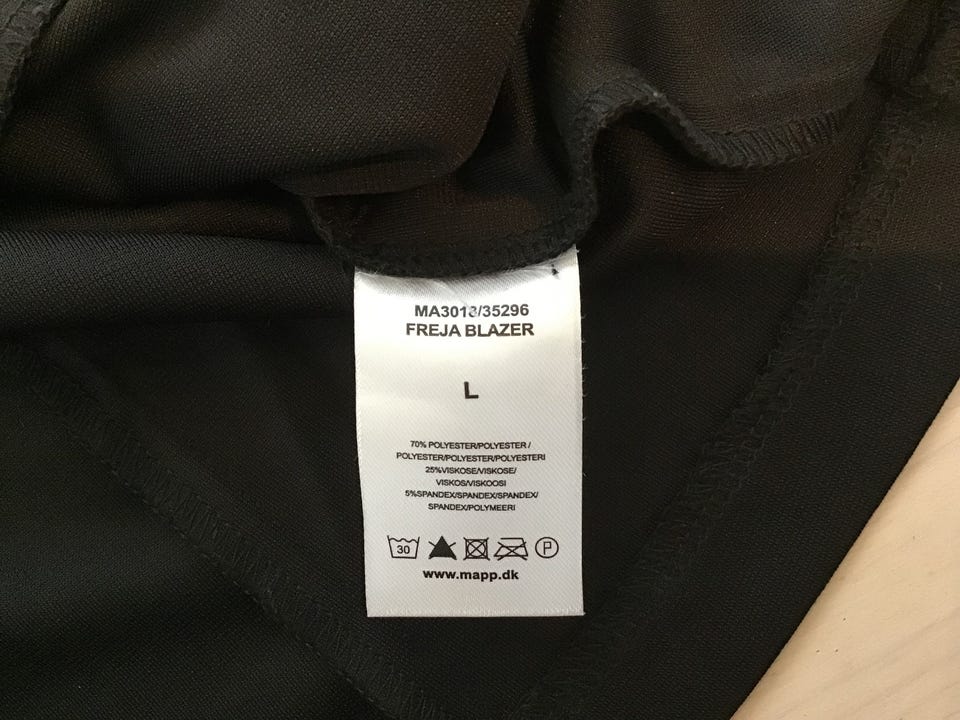 MA3018/35296
FREJA BLAZER
L
70% POLYESTER/POLYESTER /
POLYESTER/POLYESTER/POLYESTERI
25%VISKOSE/VISKOSE/
VISKOS/VISKOOSI
5%SPANDEX/SPANDEX/SPANDEX/
SPANDEX/POLYMEERI
30 P
www.mapp.dk